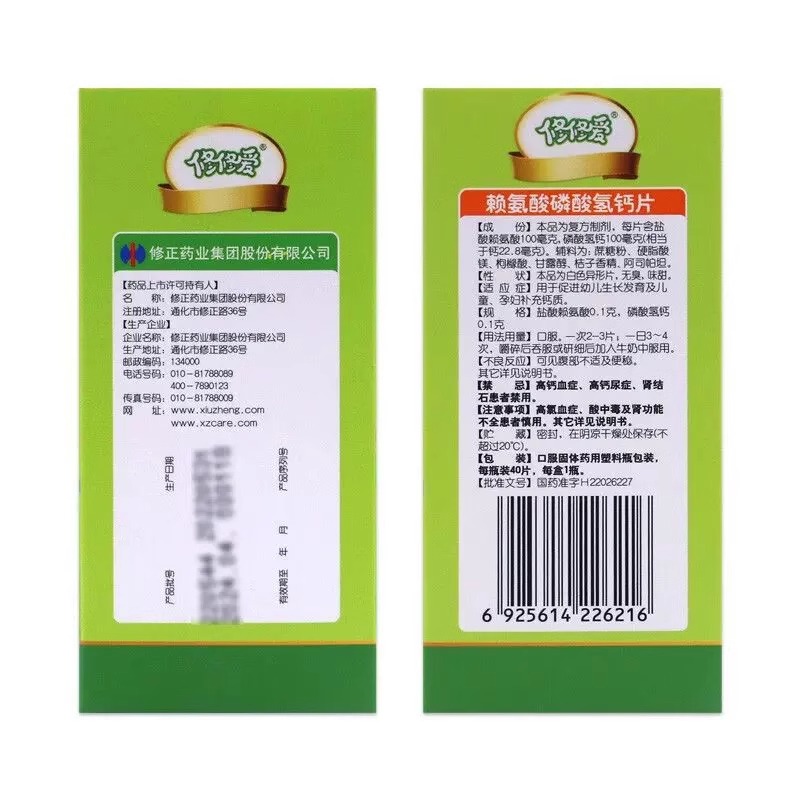 修修爱®
修正药业集团股份有限公司
【药品上市许可持有人】
名 称：修正药业集团股份有限公司
注册地址：通化市修正路36号
【生产企业】
企业名称：修正药业集团股份有限公司
生产地址：通化市修正路36号
邮政编码：134000
电话号码：010-81788089
400-7890123
传真号码：010-81788009
网 址：www.xiuzheng.com
www.xzcare.com
生产日期
产品序列号
产品批号
有效期至 年 月
修修爱®
赖氨酸磷酸氢钙片
【成 份】本品为复方制剂，每片含盐
酸赖氨酸100毫克，磷酸氢钙100毫克(相当
于钙22.8毫克)。辅料为：蔗糖粉、硬脂酸
镁、枸橼酸、甘露醇、桔子香精、阿司帕坦。
【性 状】本品为白色异形片，无臭，味甜。
【适 应 症】用于促进幼儿生长发育及儿
童、孕妇补充钙质。
【规 格】盐酸赖氨酸0.1克，磷酸氢钙
0.1克
【用法用量】口服。一次2~3片；一日3~4
次，嚼碎后吞服或研细后加入牛奶中服用。
【不良反应】可见腹部不适及便秘。
其它详见说明书。
【禁 忌】高钙血症、高钙尿症、肾结
石患者禁用。
【注意事项】高氯血症、酸中毒及肾功能
不全患者慎用。其它详见说明书。
【贮 藏】密封，在阴凉干燥处保存(不
超过20℃)。
【包 装】口服固体药用塑料瓶包装，
每瓶装40片，每盒1瓶。
【批准文号】国药准字H22026227
6 925614 226216